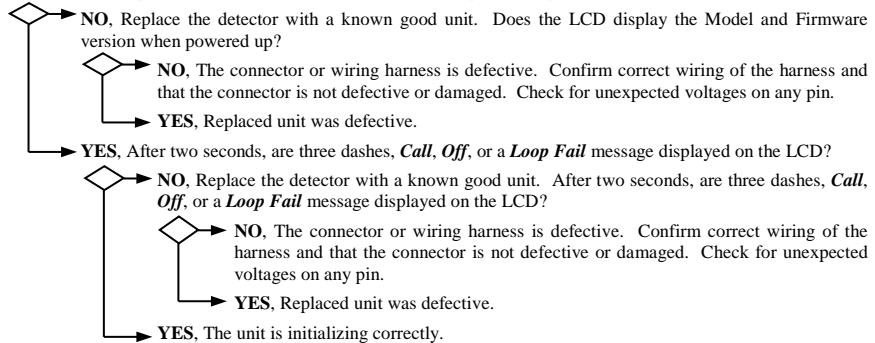 NO, Replace the detector with a known good unit. Does the LCD display the Model and Firmware
version when powered up?
NO, The connector or wiring harness is defective. Confirm correct wiring of the harness and
that the connector is not defective or damaged. Check for unexpected voltages on any pin.
YES, Replaced unit was defective.
YES, After two seconds, are three dashes, Call, Off, or a Loop Fail message displayed on the LCD?
NO, Replace the detector with a known good unit. After two seconds, are three dashes, Call,
Off, or a Loop Fail message displayed on the LCD?
NO, The connector or wiring harness is defective. Confirm correct wiring of the
harness and that the connector is not defective or damaged. Check for unexpected
voltages on any pin.
YES, Replaced unit was defective.
YES, The unit is initializing correctly.